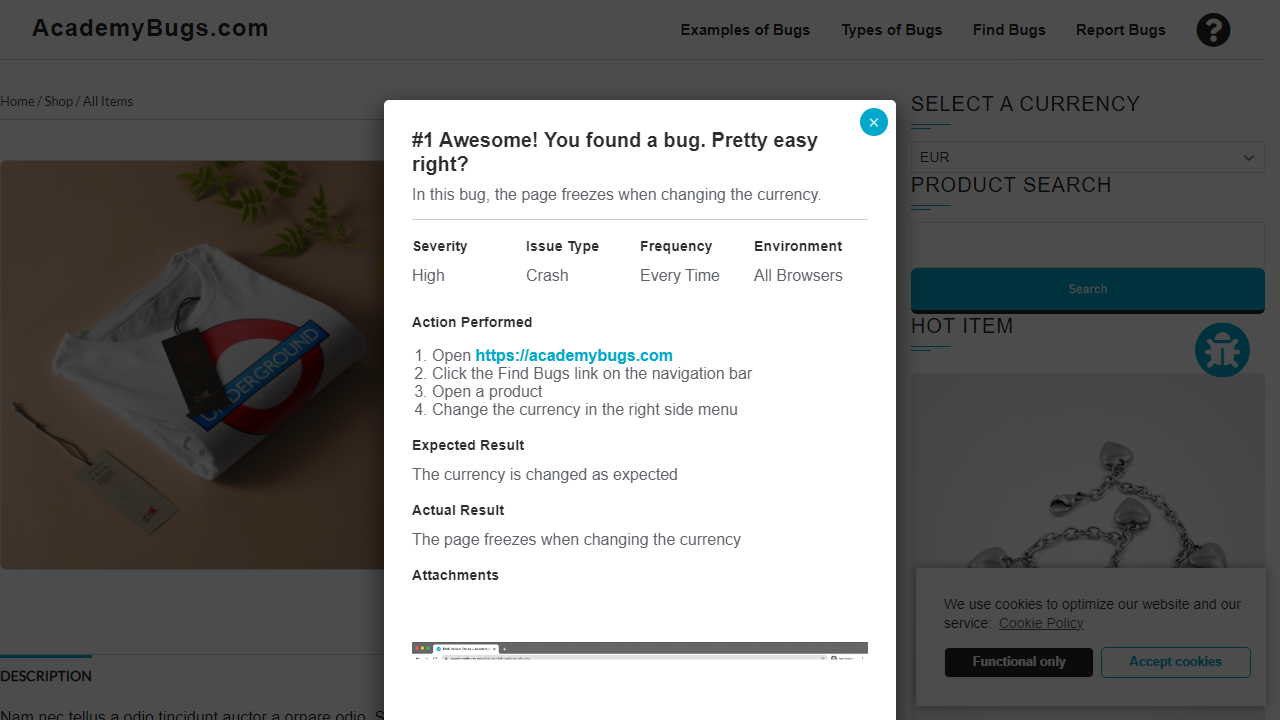 AcademyBugs.com
Examples of Bugs
Types of Bugs
Find Bugs
Report Bugs
?
Home / Shop / All Items
#1 Awesome! You found a bug. Pretty easy
right?
In this bug, the page freezes when changing the currency.
Severity
Issue Type
Frequency
Environment
High
Crash
Every Time
All Browsers
Action Performed
1. Open https://academybugs.com
2. Click the Find Bugs link on the navigation bar
3. Open a product
4. Change the currency in the right side menu
Expected Result
The currency is changed as expected
Actual Result
The page freezes when changing the currency
Attachments
SELECT A CURRENCY
EUR
PRODUCT SEARCH
Search
HOT ITEM
UNDERGROUND
We use cookies to optimize our website and our
service: Cookie Policy
Functional only
Accept cookies
DESCRIPTION
Nam nec tellus a odio tincidunt auctor a ornare odio. S